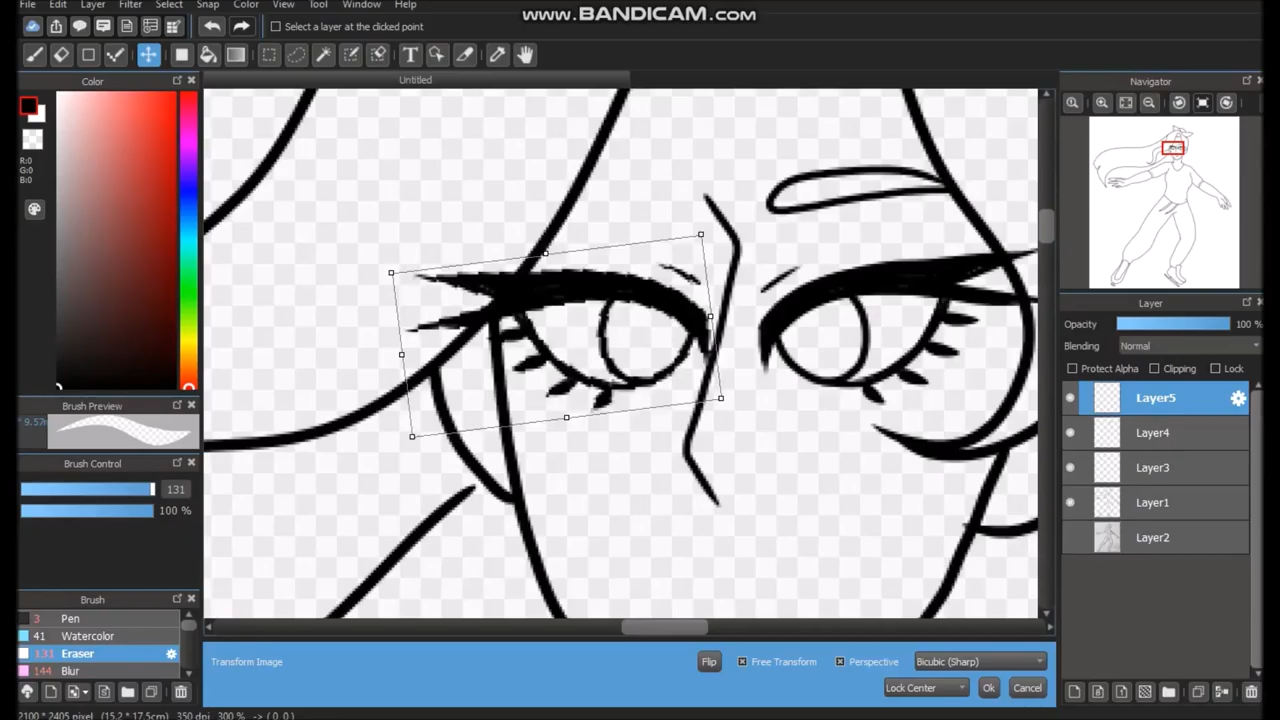 www.BANDICAM.com
File Edit Layer Filter Select Snap Color View Tool Window Help
Select a layer at the clicked point
Color
Untitled
Navigator
R:0
G:0
B:0
Brush Preview
* 9.57m
Brush Control
131
100 %
Brush
3 Pen
41 Watercolor
131 Eraser
144 Blur
Layer
Opacity 100 %
Blending Normal
Protect Alpha Clipping Lock
Layer5
Layer4
Layer3
Layer1
Layer2
Transform Image Flip Free Transform Perspective Bicubic (Sharp)
Lock Center Ok Cancel
2100 * 2405 pixel (15.2 * 17.5cm) 350 dpi 300 % -> ( 0 0 )